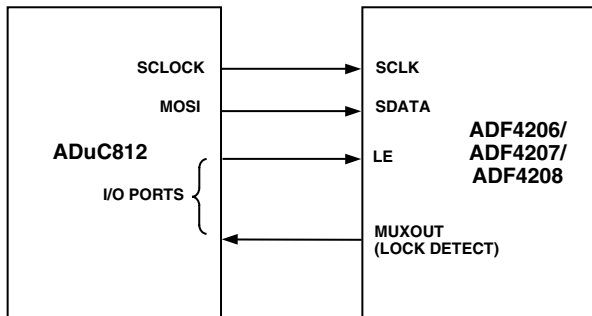 SCLOCK
MOSI
ADuC812
I/O PORTS
SCLK
SDATA
LE
MUXOUT
(LOCK DETECT)
ADF4206/
ADF4207/
ADF4208